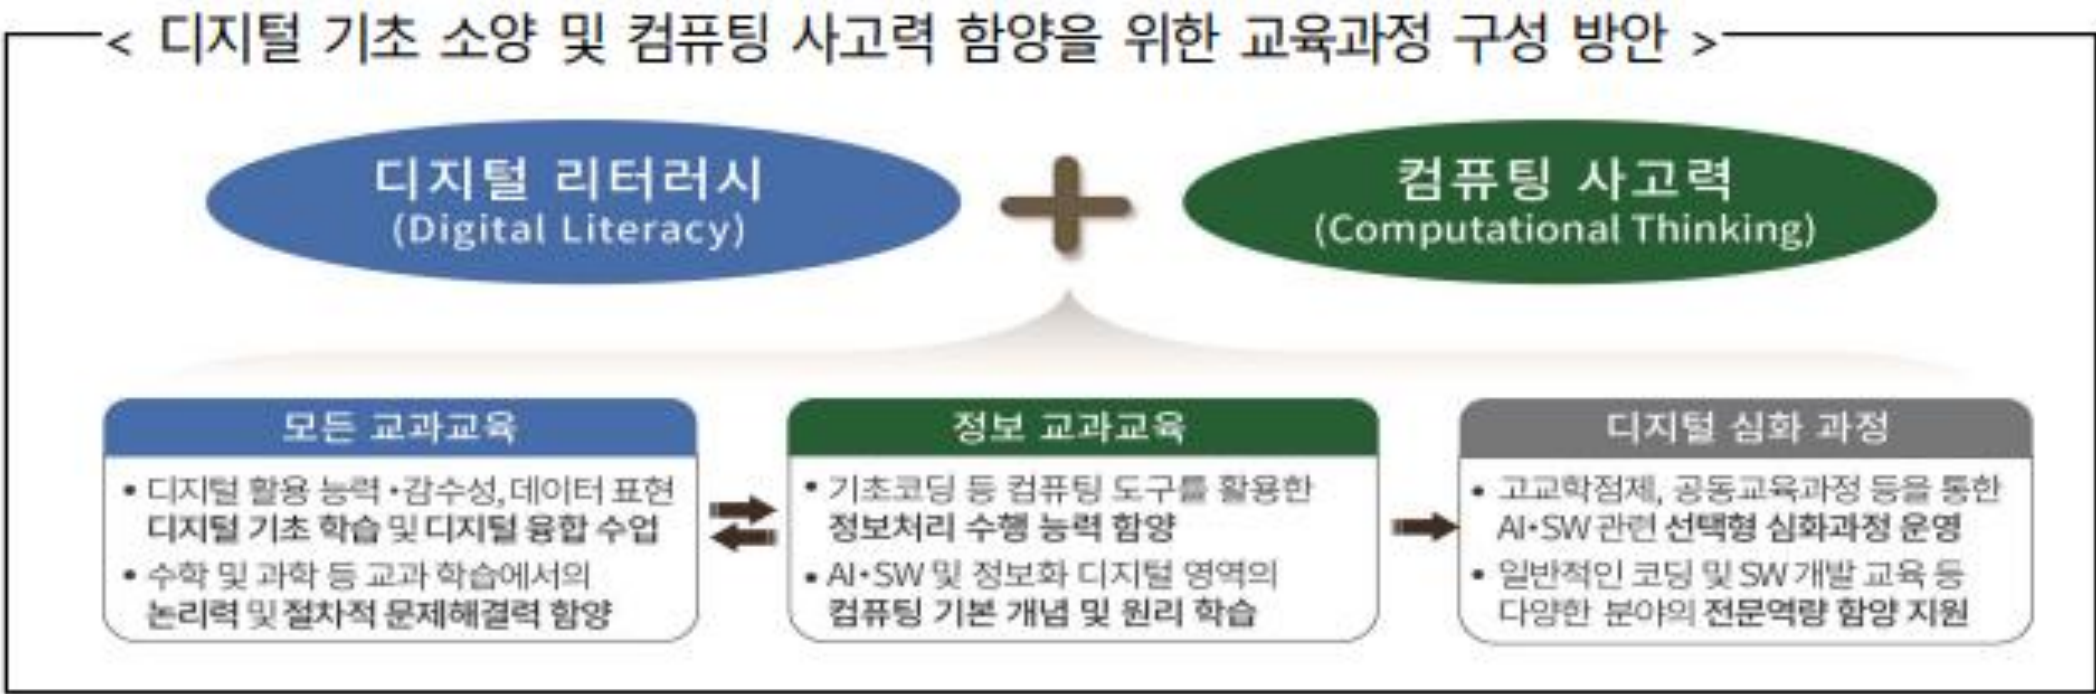 < 디지털 기초 소양 및 컴퓨팅 사고력 함양을 위한 교육과정 구성 방안 >
디지털 리터러시
(Digital Literacy)
컴퓨팅 사고력
(Computational Thinking)
모든 교과교육
• 디지털 활용 능력•감수성, 데이터 표현
디지털 기초 학습 및 디지털 융합 수업
• 수학 및 과학 등 교과 학습에서의
논리력 및 절차적 문제해결력 함양
정보 교과교육
• 기초코딩 등 컴퓨팅 도구를 활용한
정보처리 수행 능력 함양
• AI•SW 및 정보화 디지털 영역의
컴퓨팅 기본 개념 및 원리 학습
디지털 심화 과정
• 고교학점제, 공동교육과정 등을 통한
AI•SW 관련 선택형 심화과정 운영
• 일반적인 코딩 및 SW 개발 교육 등
다양한 분야의 전문역량 함양 지원